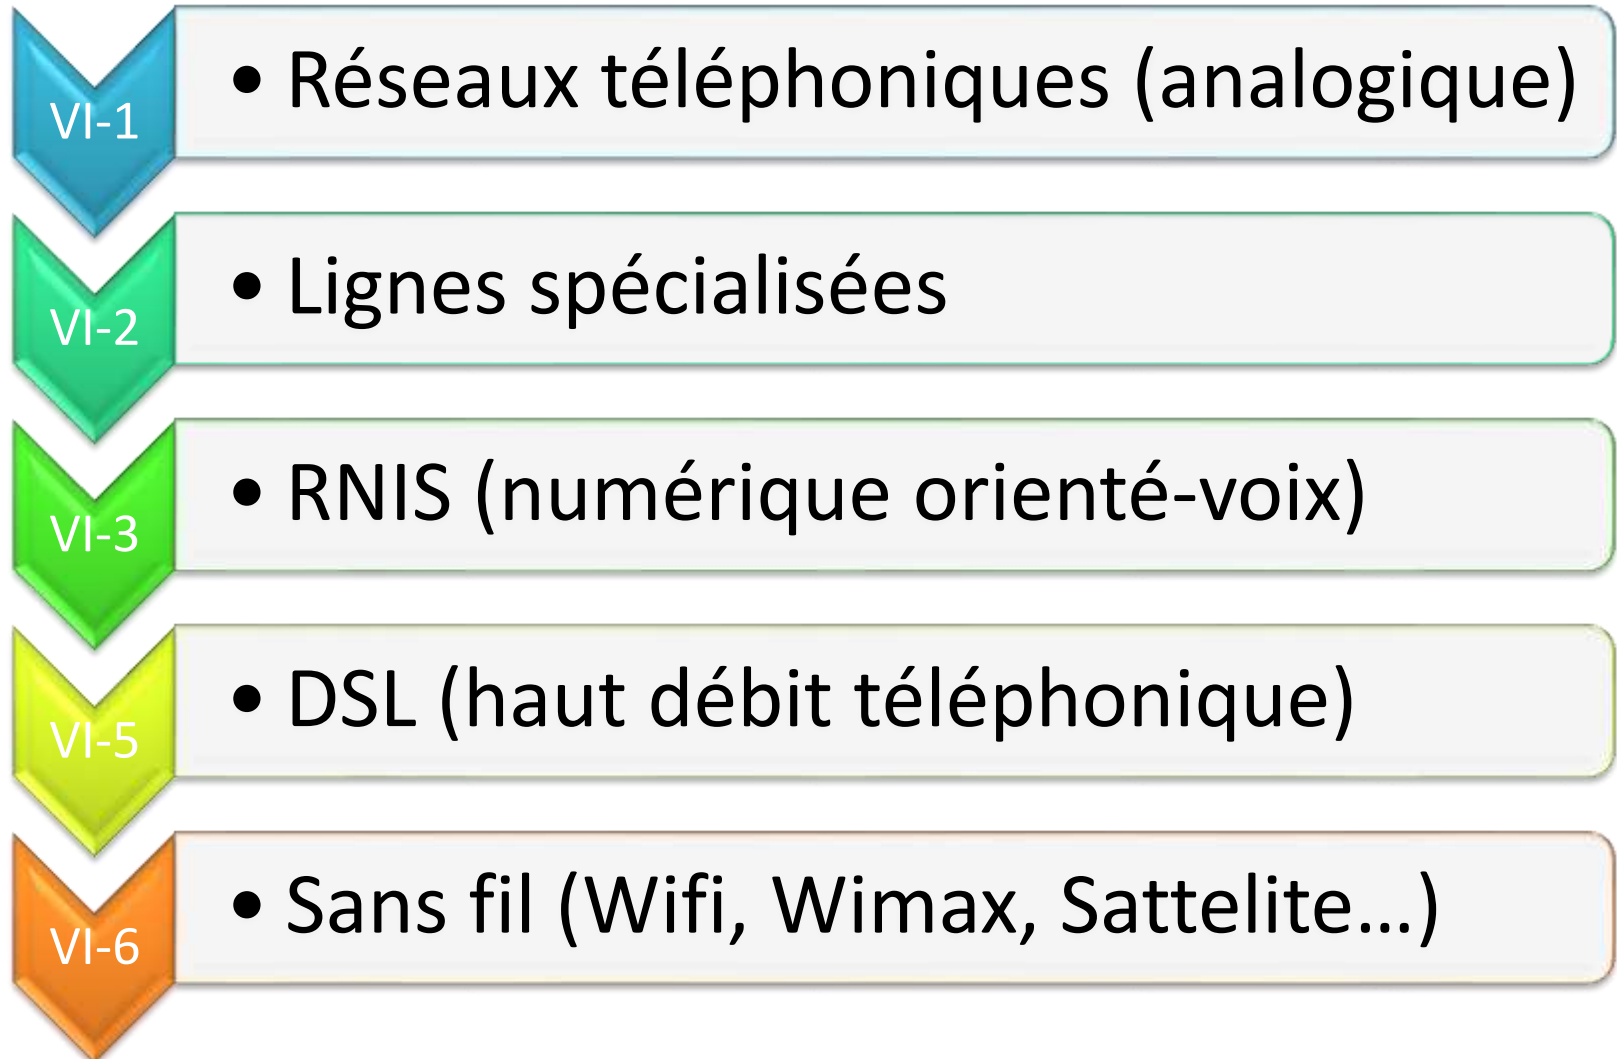 VI-1
• Réseaux téléphoniques (analogique)
VI-2
• Lignes spécialisées
VI-3
• RNIS (numérique orienté-voix)
VI-5
• DSL (haut débit téléphonique)
VI-6
• Sans fil (Wifi, Wimax, Sattelite...)